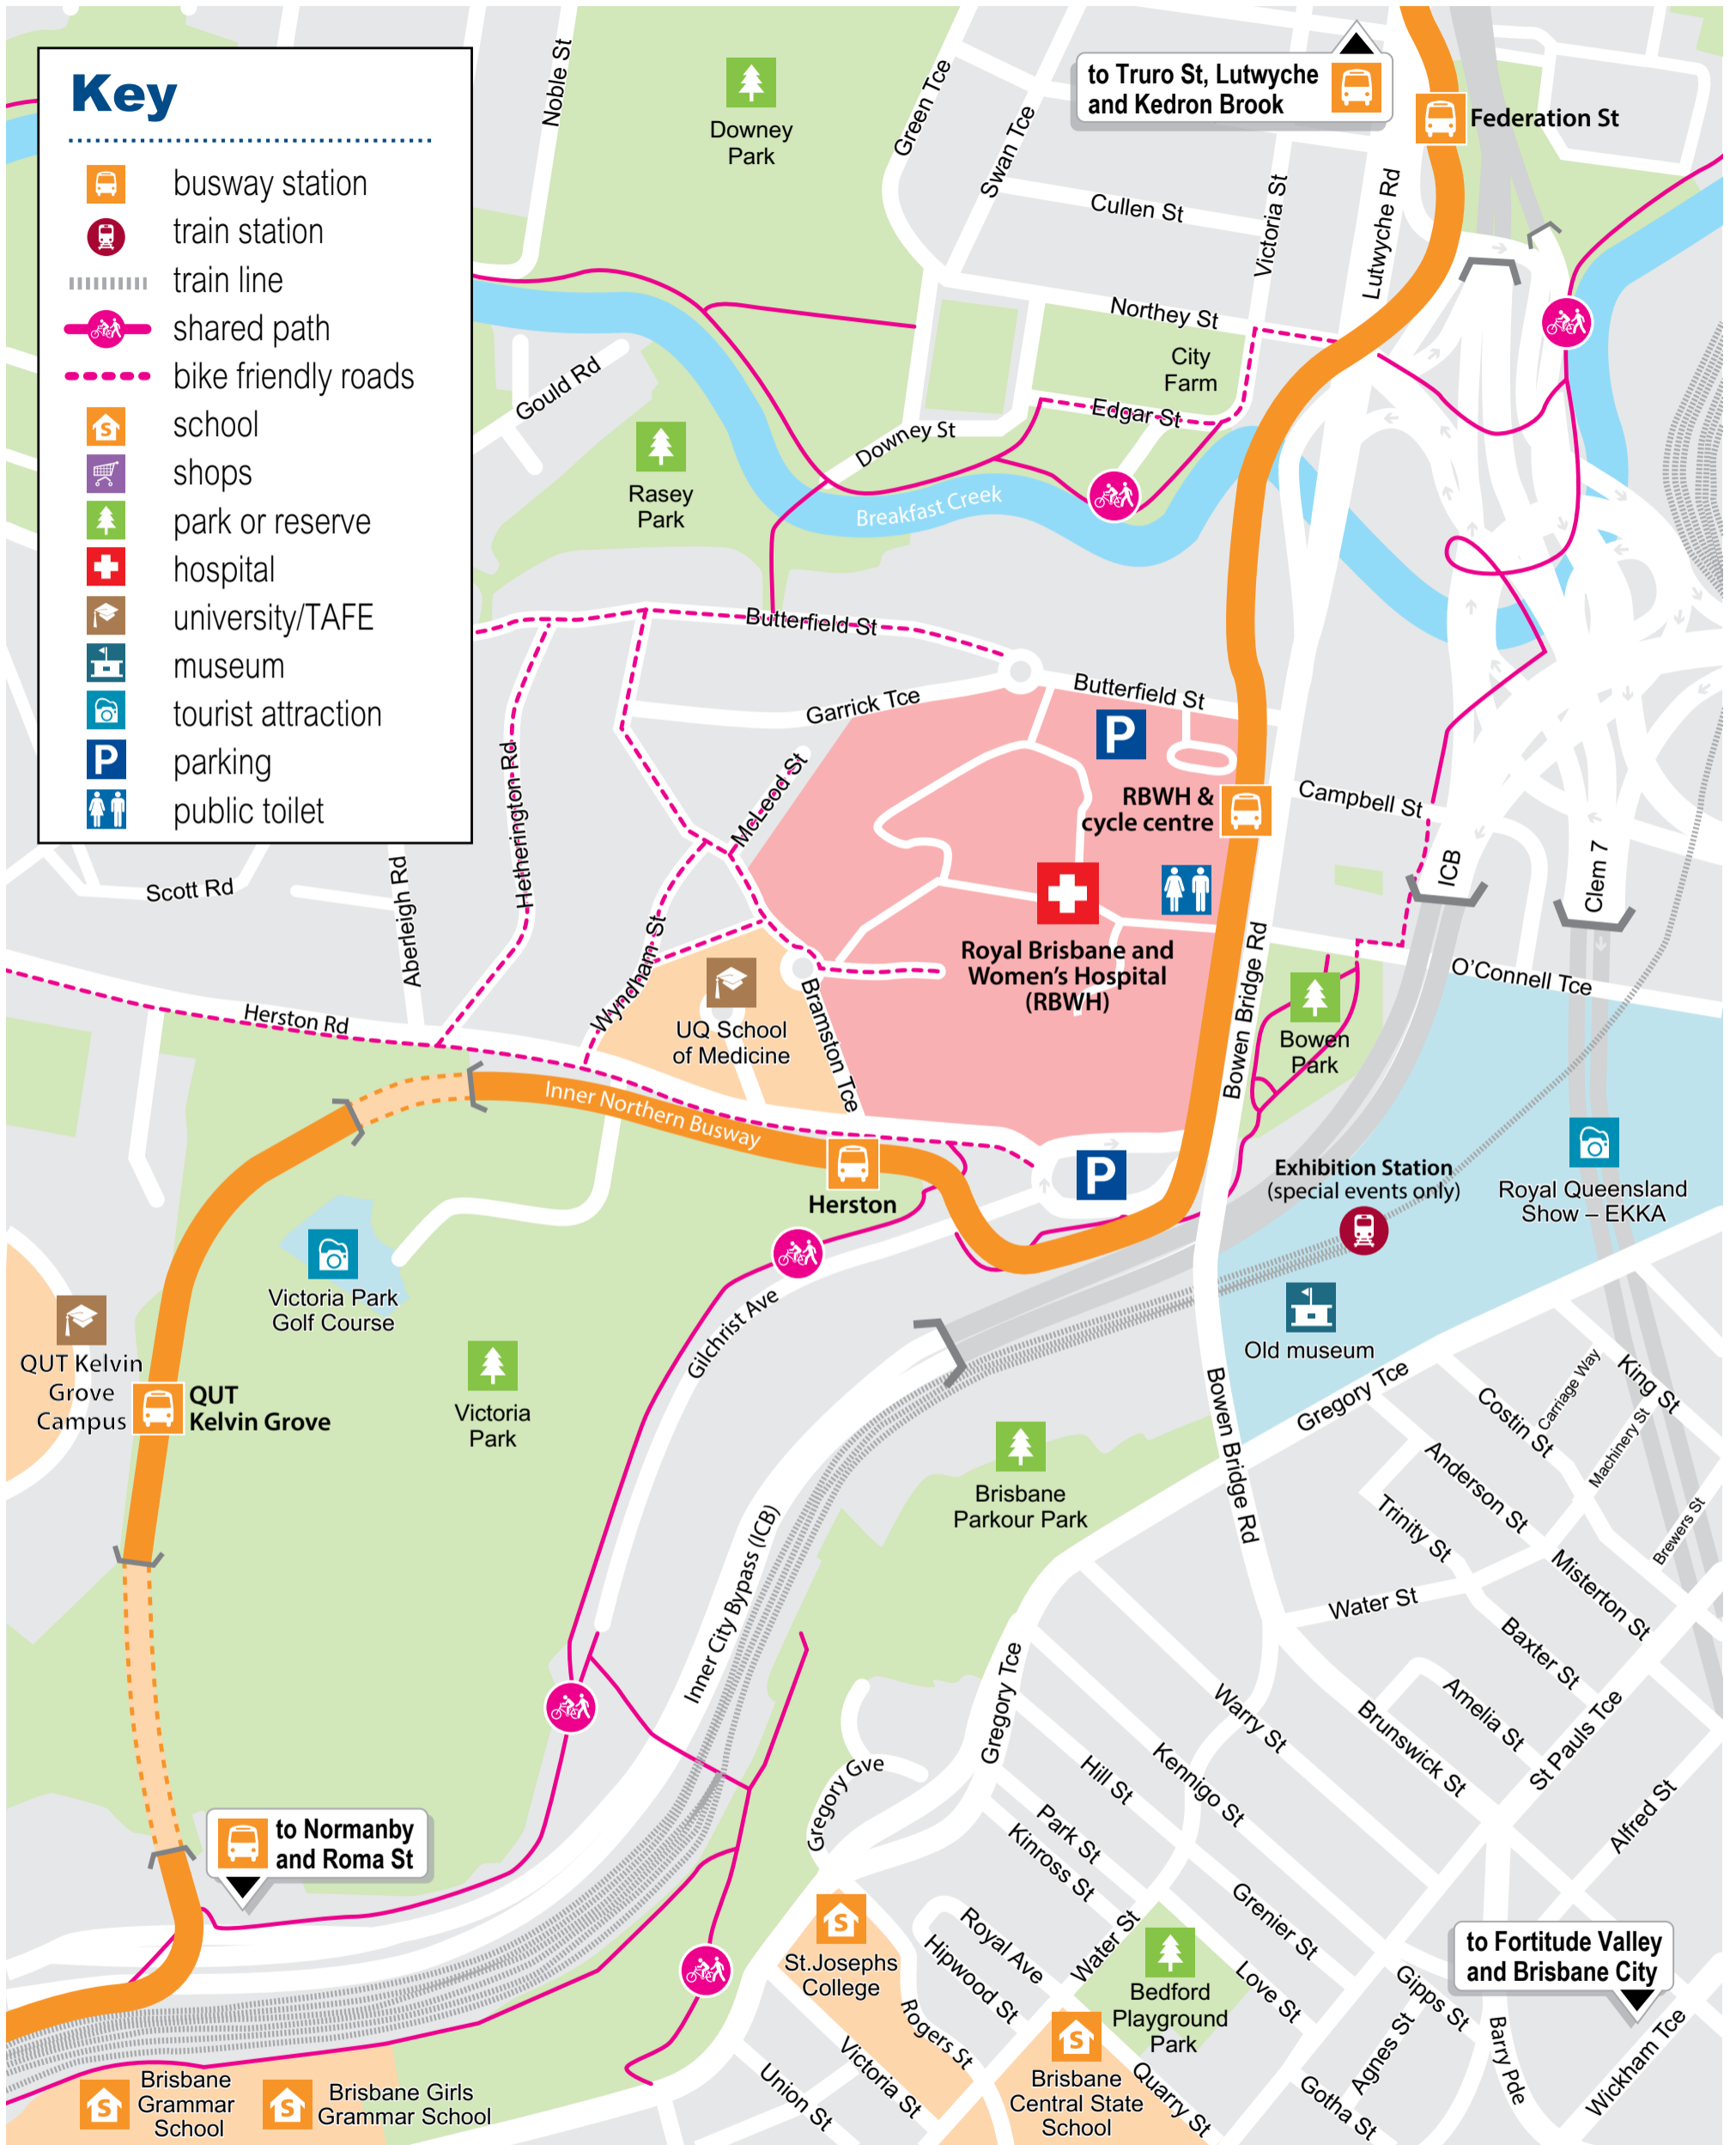 Key
busway station
train station
train line
shared path
bike friendly roads
school
shops
park or reserve
hospital
university/TAFE
museum
tourist attraction
P
parking
public toilet
Noble St
Downey
Park
Green Tce
Swan Tce
to Truro St, Lutwyche
and Kedron Brook
Federation St
Cullen St
Victoria St
Lutwyche Rd
Northey St
City
Farm
Edgar St
Gould Rd
Downey St
Rasey
Park
Breakfast Creek
Butterfield St
Butterfield St
Garrick Tce
P
McLeod St
Hetherington Rd
RBWH &
cycle centre
Campbell St
ICB
Clem 7
Scott Rd
Aberleigh Rd
Wyndham St
Royal Brisbane and
Women's Hospital
(RBWH)
Bowen Bridge Rd
O'Connell Tce
Herston Rd
UQ School
of Medicine
Bramston Tce
Bowen
Park
Inner Northern Busway
Herston
P
Exhibition Station
(special events only)
Royal Queensland
Show – EKKA
Victoria Park
Golf Course
Gilchrist Ave
Old museum
QUT Kelvin
Grove
Campus
QUT
Kelvin Grove
Victoria
Park
Gregory Tce
Bowen Bridge Rd
Carriage Way
King St
Costin St
Machinery St
Anderson St
Brisbane
Parkour Park
Trinity St
Brewers St
Misterton St
Inner City Bypass (ICB)
Water St
Baxter St
Gregory Tce
Warry St
Amelia St
Brunswick St
St Pauls Tce
Kennigo St
Hill St
Gregory Gve
Park St
Kinross St
Alfred St
to Normanby
and Roma St
S
St.Josephs
College
Royal Ave
Hipwood St
Water St
Grenier St
Love St
Bedford
Playground
Park
to Fortitude Valley
and Brisbane City
Gipps St
Agnes St
Barry Pde
Wickham Tce
Rogers St
Victoria St
Union St
S
Brisbane
Central State
School
Quarry St
Gotha St
S
Brisbane
Grammar
School
S
Brisbane Girls
Grammar School